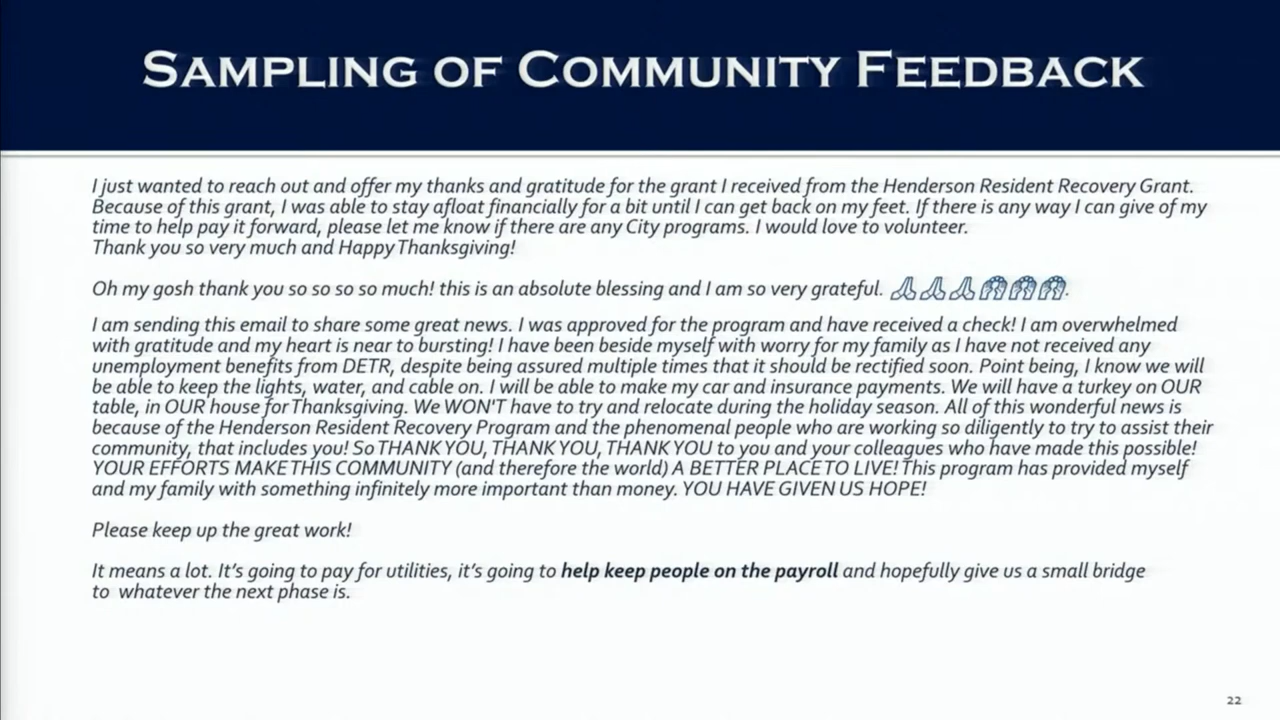 SAMPLING OF COMMUNITY FEEDBACK
I just wanted to reach out and offer my thanks and gratitude for the grant I received from the Henderson Resident Recovery Grant.
Because of this grant, I was able to stay afloat financially for a bit until I can get back on my feet. If there is any way I can give of my
time to help pay it forward, please let me know if there are any City programs. I would love to volunteer.
Thank you so very much and Happy Thanksgiving!
Oh my gosh thank you so so so so much! this is an absolute blessing and I am so very grateful. 🙏🙏🙏🙌🙌🙌.
I am sending this email to share some great news. I was approved for the program and have received a check! I am overwhelmed
with gratitude and my heart is near to bursting! I have been beside myself with worry for my family as I have not received any
unemployment benefits from DETR, despite being assured multiple times that it should be rectified soon. Point being, I know we will
be able to keep the lights, water, and cable on. I will be able to make my car and insurance payments. We will have a turkey on OUR
table, in OUR house for Thanksgiving. We WON'T have to try and relocate during the holiday season. All of this wonderful news is
because of the Henderson Resident Recovery Program and the phenomenal people who are working so diligently to try to assist their
community, that includes you! So THANK YOU, THANK YOU, THANK YOU to you and your colleagues who have made this possible!
YOUR EFFORTS MAKE THIS COMMUNITY (and therefore the world) A BETTER PLACE TO LIVE! This program has provided myself
and my family with something infinitely more important than money. YOU HAVE GIVEN US HOPE!
Please keep up the great work!
It means a lot. It's going to pay for utilities, it's going to help keep people on the payroll and hopefully give us a small bridge
to whatever the next phase is.
22